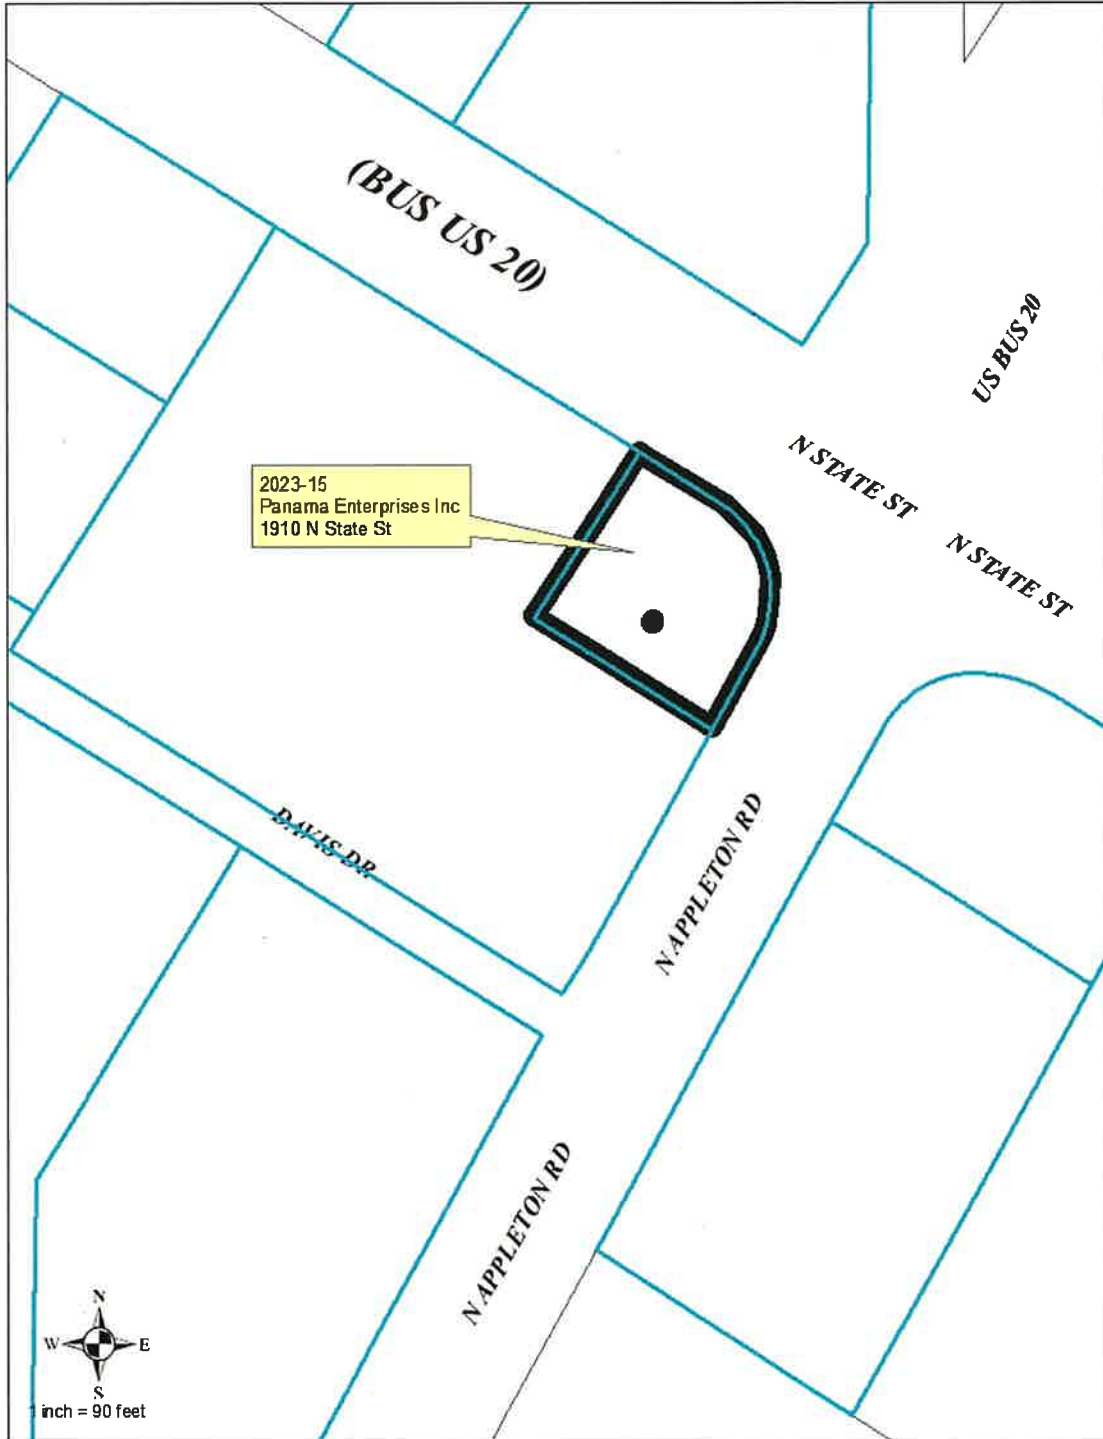 (BUS US 20)
US BUS 20
N STATE ST
N STATE ST
2023-15
Panama Enterprises Inc
1910 N State St
DAVIS DR
N APPLETON RD
N APPLETON RD
N
W E
S
1 inch = 90 feet